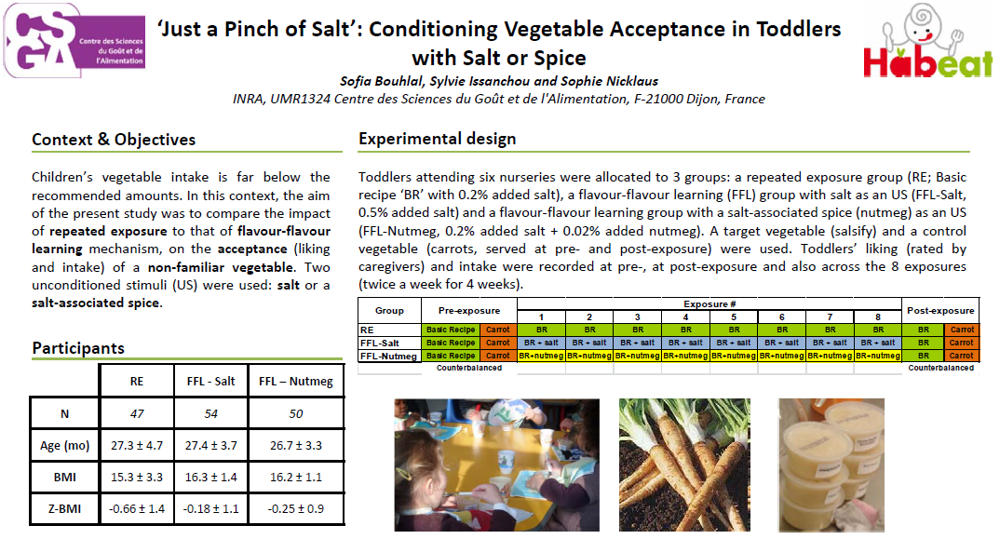 CSGA
Centre des Sciences
du Goût et de
l'Alimentation
‘Just a Pinch of Salt’: Conditioning Vegetable Acceptance in Toddlers
with Salt or Spice
Sofia Bouhlal, Sylvie Issanchou and Sophie Nicklaus
INRA, UMR1324 Centre des Sciences du Goût et de l'Alimentation, F-21000 Dijon, France
Habeat
Context & Objectives
Children’s vegetable intake is far below the
recommended amounts. In this context, the aim
of the present study was to compare the impact
of repeated exposure to that of flavour-flavour
learning mechanism, on the acceptance (liking
and intake) of a non-familiar vegetable. Two
unconditioned stimuli (US) were used: salt or a
salt-associated spice.
Participants
RE FFL - Salt FFL – Nutmeg
N 47 54 50
Age (mo) 27.3 ± 4.7 27.4 ± 3.7 26.7 ± 3.3
BMI 15.3 ± 3.3 16.3 ± 1.4 16.2 ± 1.1
Z-BMI -0.66 ± 1.4 -0.18 ± 1.1 -0.25 ± 0.9
Experimental design
Toddlers attending six nurseries were allocated to 3 groups: a repeated exposure group (RE; Basic
recipe ‘BR’ with 0.2% added salt), a flavour-flavour learning (FFL) group with salt as an US (FFL-Salt,
0.5% added salt) and a flavour-flavour learning group with a salt-associated spice (nutmeg) as an US
(FFL-Nutmeg, 0.2% added salt + 0.02% added nutmeg). A target vegetable (salsify) and a control
vegetable (carrots, served at pre- and post-exposure) were used. Toddlers’ liking (rated by
caregivers) and intake were recorded at pre-, at post-exposure and also across the 8 exposures
(twice a week for 4 weeks).
Group Pre-exposure Exposure # Post-exposure
1 2 3 4 5 6 7 8
RE Basic Recipe Carrot BR BR BR BR BR BR BR BR BR Carrot
FFL-Salt Basic Recipe Carrot BR + salt BR + salt BR + salt BR + salt BR + salt BR + salt BR + salt BR + salt BR Carrot
FFL-Nutmeg Basic Recipe Carrot BR+nutmeg BR+nutmeg BR+nutmeg BR+nutmeg BR+nutmeg BR+nutmeg BR+nutmeg BR+nutmeg BR Carrot
Counterbalanced Counterbalanced